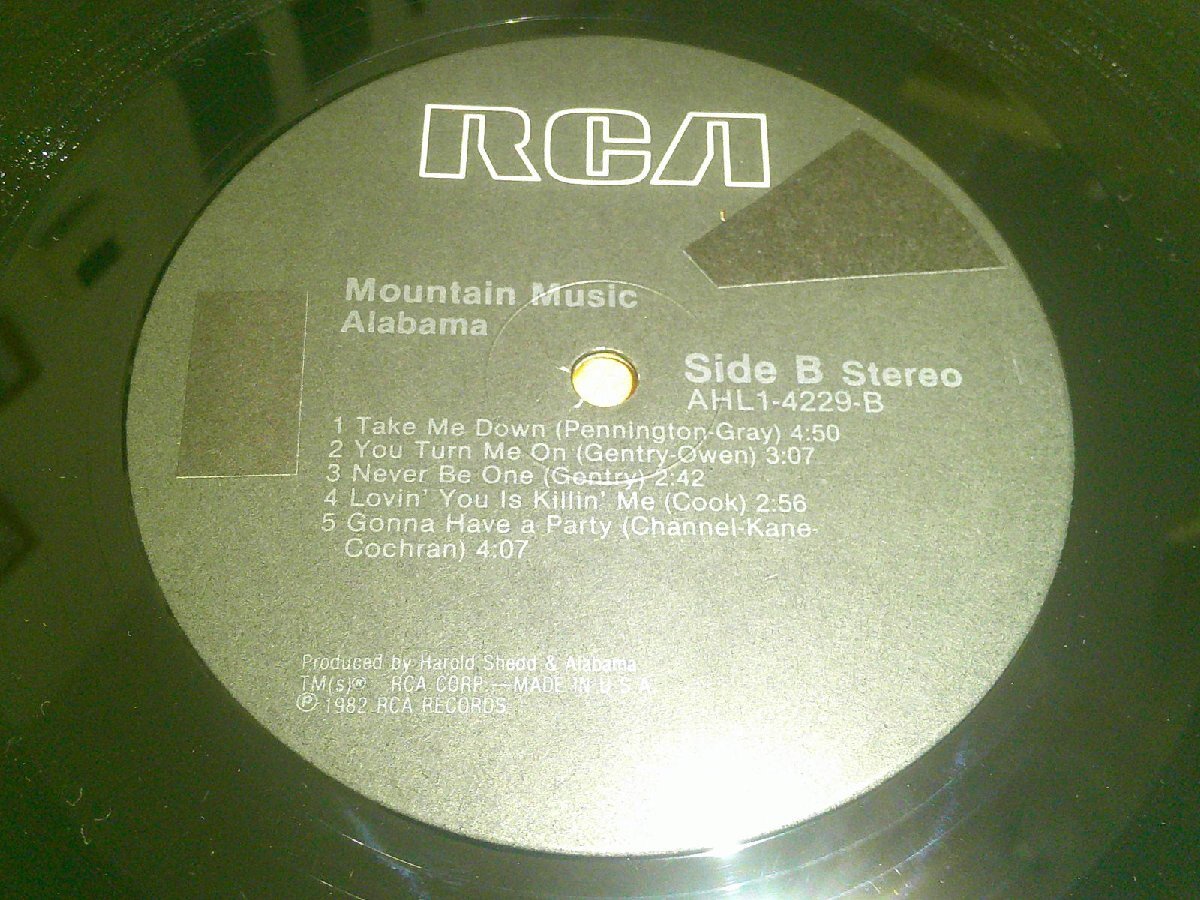 RCA
Mountain Music
Alabama
Side B Stereo
AHL1-4229-B
1 Take Me Down (Pennington-Gray) 4:50
2 You Turn Me On (Gentry-Owen) 3:07
3 Never Be One (Gentry) 2:42
4 Lovin' You Is Killin' Me (Cook) 2:56
5 Gonna Have a Party (Channel-Kane-
Cochran) 4:07
Produced by Harold Shedd & Alabama
TM(s)® RCA CORP.—MADE IN U.S.A.
℗ 1982 RCA RECORDS